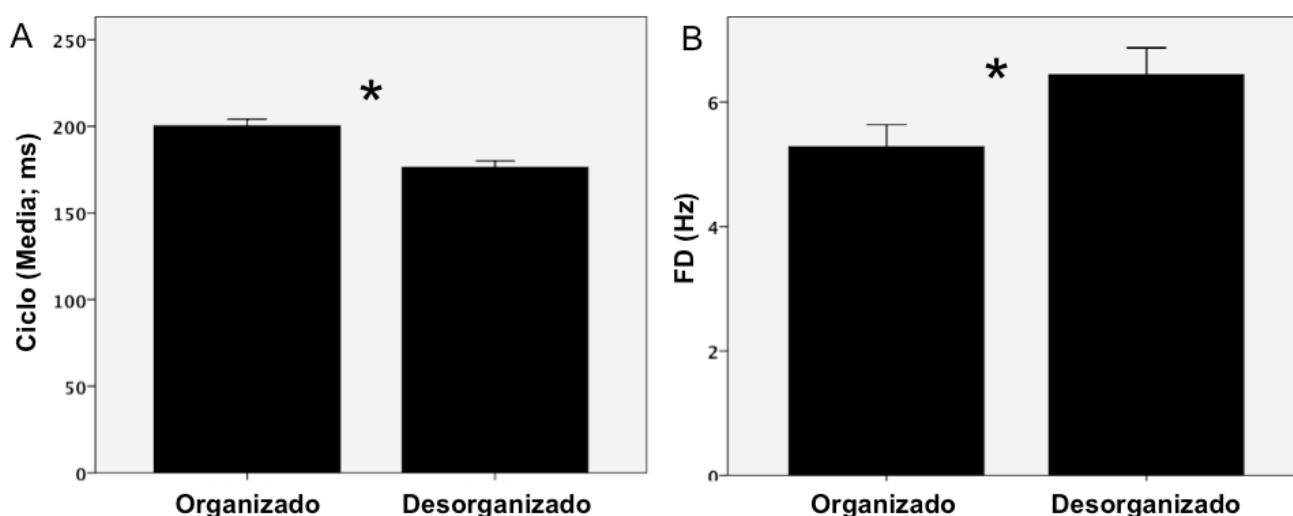 A
Ciclo (Media; ms)
250
200
150
100
50
0
*
Organizado
Desorganizado
B
FD (Hz)
6
4
2
0
*
Organizado
Desorganizado